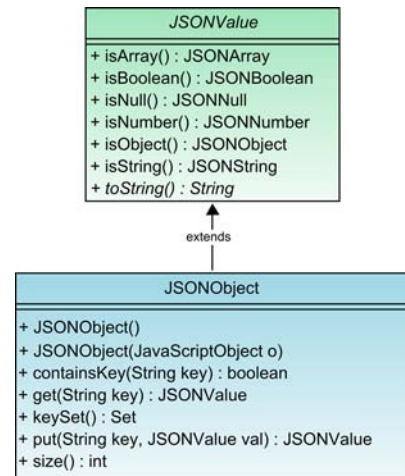 JSONValue
+ isArray() : JSONArray
+ isBoolean() : JSONBoolean
+ isNull() : JSONNull
+ isNumber() : JSONNumber
+ isObject() : JSONObject
+ isString() : JSONString
+ toString() : String
extends
JSONObject
+ JSONObject()
+ JSONObject(JavaScriptObject o)
+ containsKey(String key) : boolean
+ get(String key) : JSONValue
+ keySet() : Set
+ put(String key, JSONValue val) : JSONValue
+ size() : int